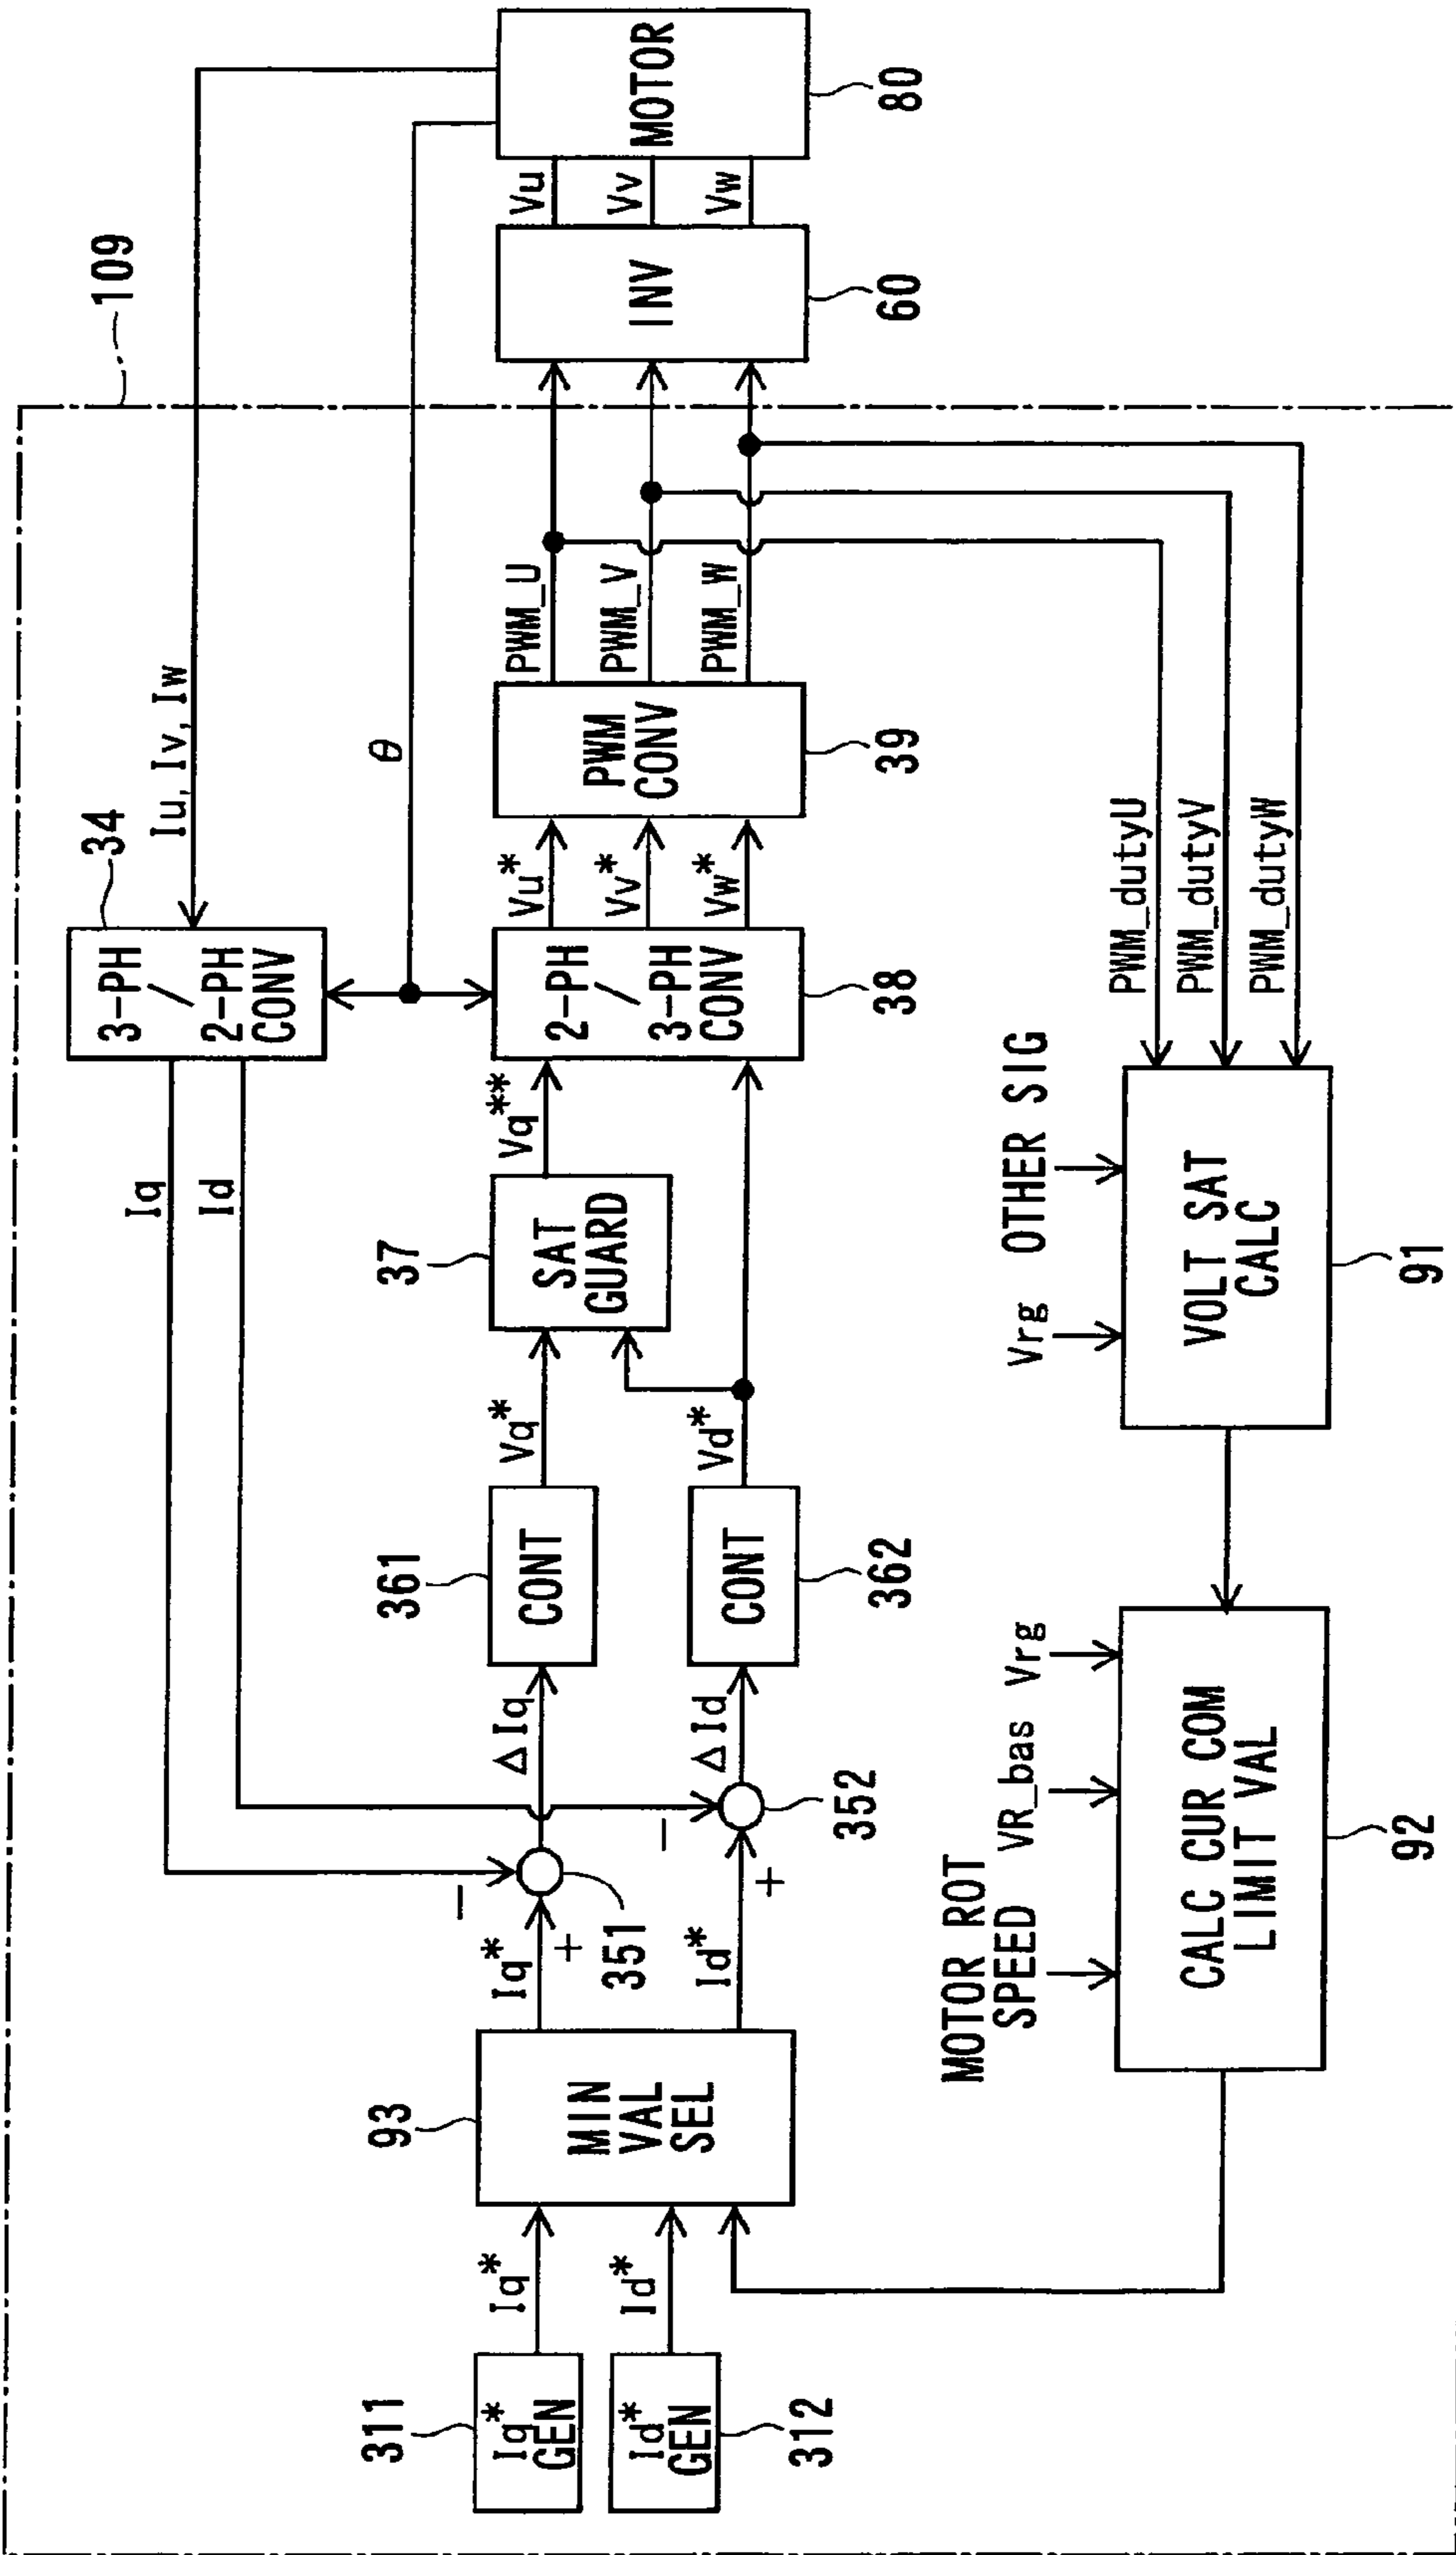 109
34
3-PH
/
2-PH
CONV
Iu, Iv, Iw
Iq
Id
θ
311
Iq*
GEN
312
Id*
GEN
Iq*
Id*
93
MIN
VAL
SEL
Iq*
+
−
351
Id*
+
−
352
ΔIq
ΔId
361
CONT
362
CONT
Vq*
Vd*
37
SAT
GUARD
Vq**
2-PH
/
3-PH
CONV
38
Vu*
Vv*
Vw*
PWM
CONV
39
PWM_U
PWM_V
PWM_W
INV
60
Vu
Vv
Vw
MOTOR
80
MOTOR ROT
SPEED
VR_bas
Vrg
CALC CUR COM
LIMIT VAL
92
Vrg
OTHER SIG
VOLT SAT
CALC
91
PWM_dutyU
PWM_dutyV
PWM_dutyW